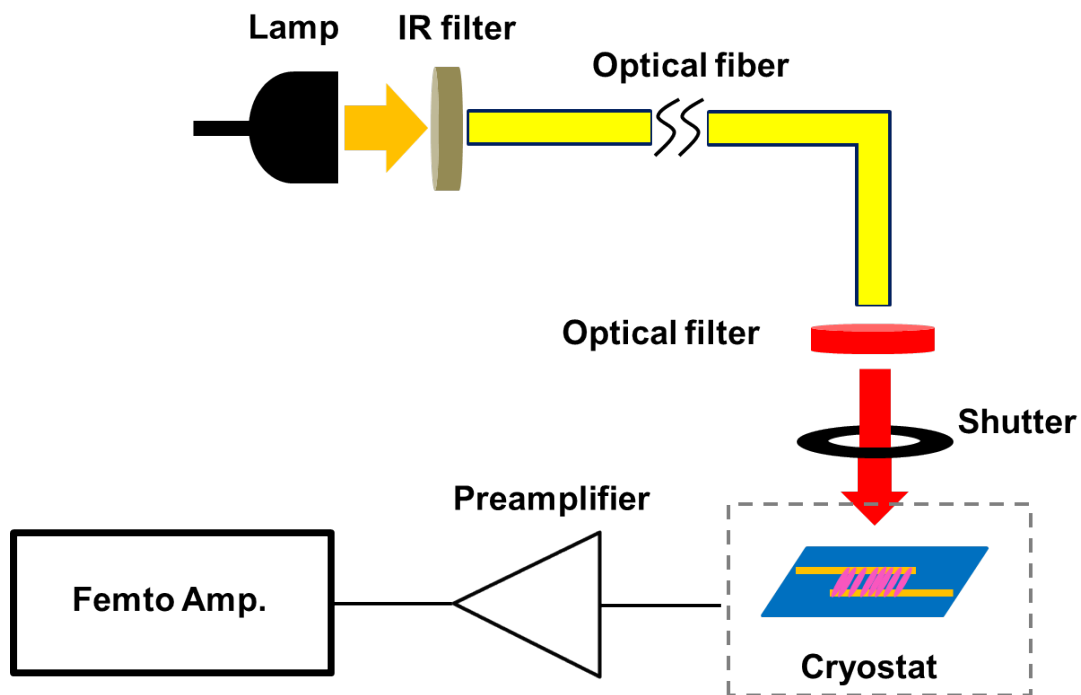 Lamp
IR filter
Optical fiber
Optical filter
Shutter
Preamplifier
Femto Amp.
Cryostat